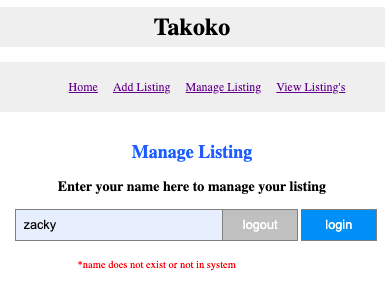 Takoko
Home Add Listing Manage Listing View Listing's
Manage Listing
Enter your name here to manage your listing
zacky logout login
*name does not exist or not in system